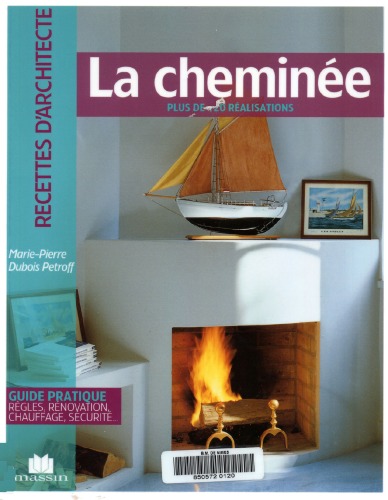 RECETTES D'ARCHITECTE
La cheminée
PLUS DE RÉALISATIONS
Marie-Pierre
Dubois Petroff
GUIDE PRATIQUE
RÈGLES, RÉNOVATION,
CHAUFFAGE, SÉCURITÉ...
massin
B.M. DE NIMES
850572 0120